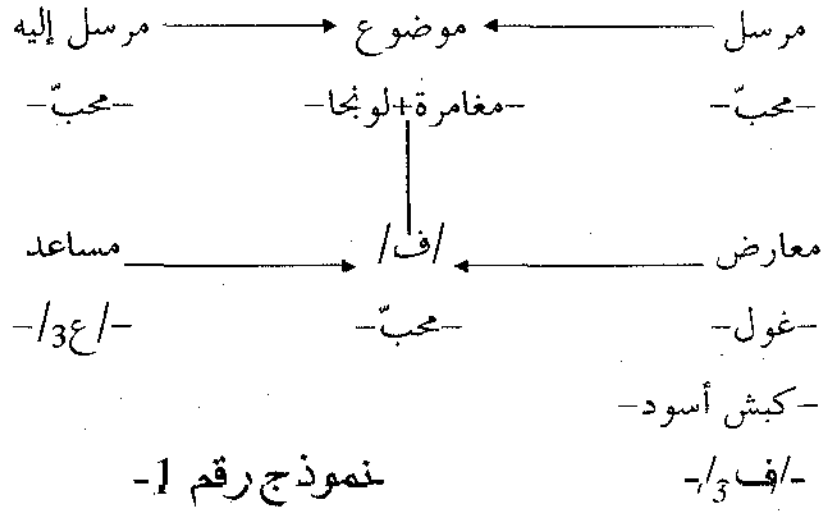 مرسل موضوع مرسل إليه
-محبّ- -مغامرة+لونجا- -محبّ-
معارض /ف/ مساعد
-غول- -محبّ- -/ع3/-
-كبش أسود-
-/ف3/- نموذج رقم 1-